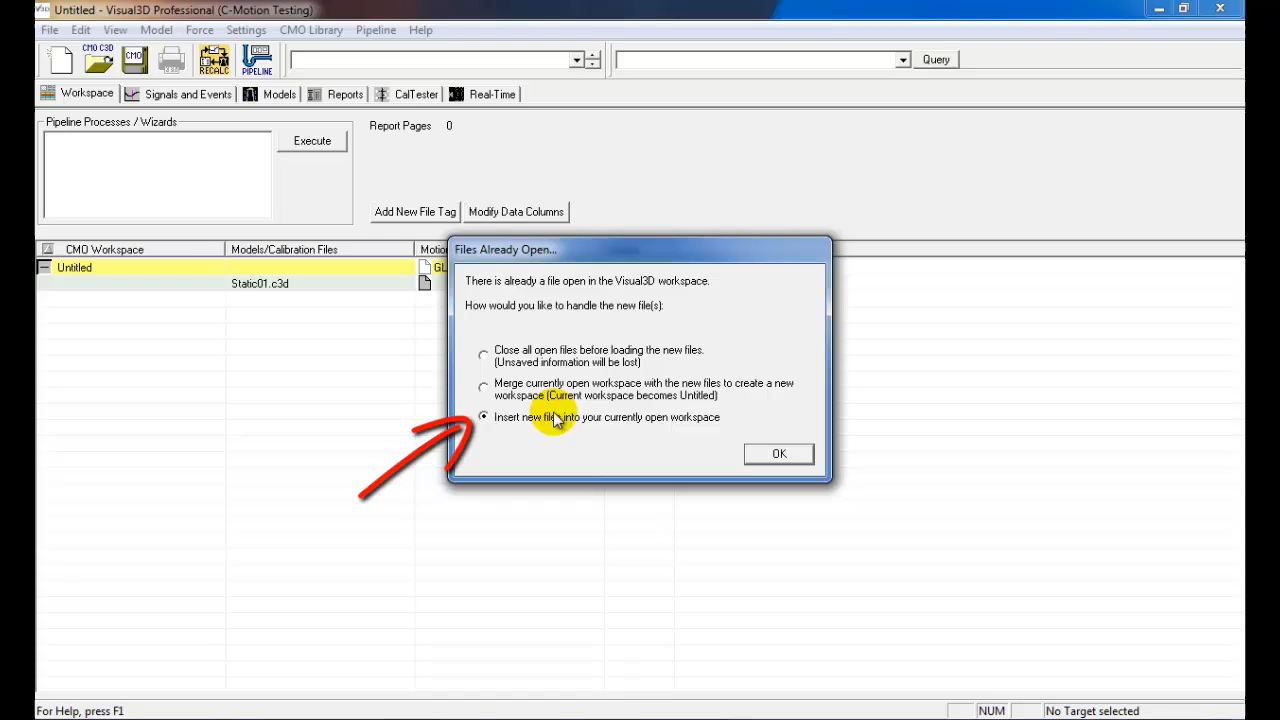 Untitled - Visual3D Professional (C-Motion Testing)
File Edit View Model Force Settings CMO Library Pipeline Help
CMO C3D
CMO
RECALC
PIPELINE
Query
Workspace Signals and Events Models Reports CalTester Real-Time
Pipeline Processes / Wizards
Report Pages 0
Execute
Add New File Tag Modify Data Columns
CMO Workspace Models/Calibration Files
Untitled
Static01.c3d
Files Already Open...
There is already a file open in the Visual3D workspace.
How would you like to handle the new file(s):
Close all open files before loading the new files.
(Unsaved information will be lost)
Merge currently open workspace with the new files to create a new
workspace (Current workspace becomes Untitled)
Insert new files into your currently open workspace
OK
For Help, press F1
NUM
No Target selected